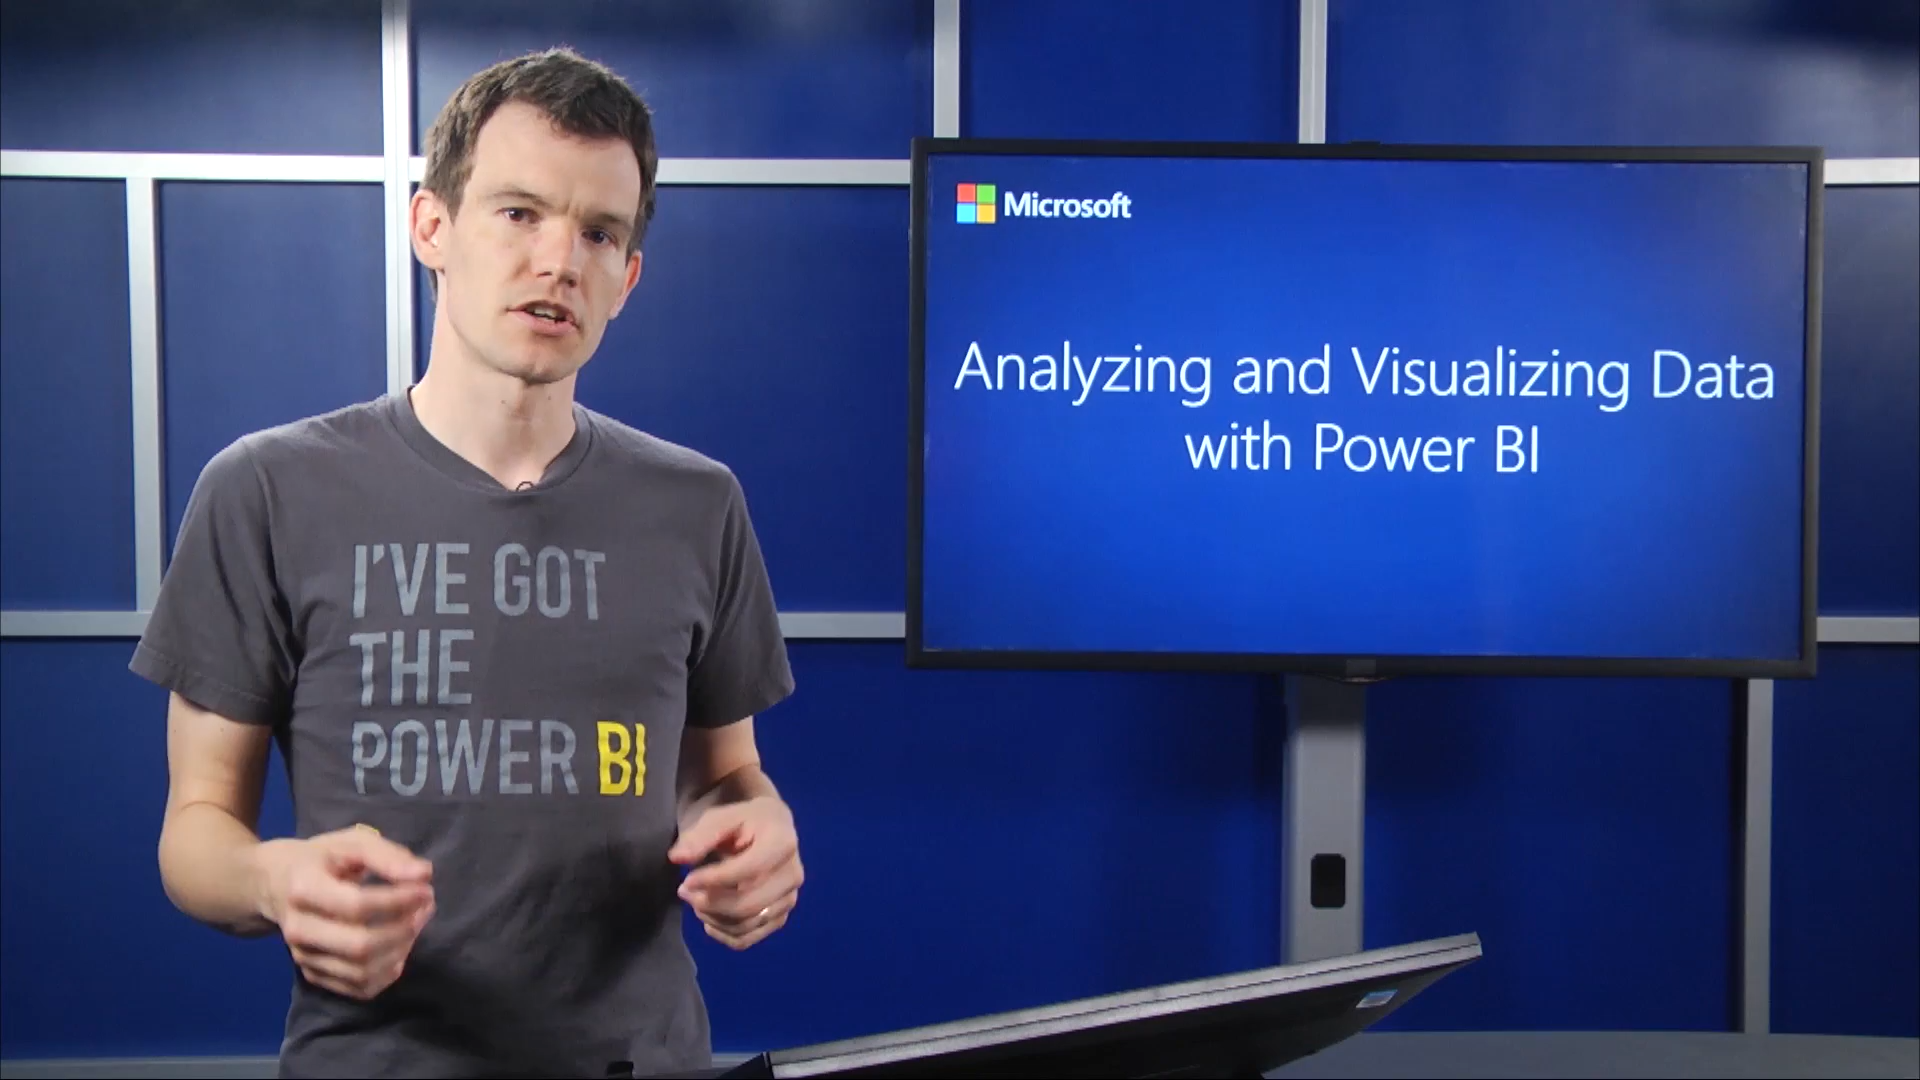 Microsoft
Analyzing and Visualizing Data
with Power BI
I'VE GOT
THE
POWER BI